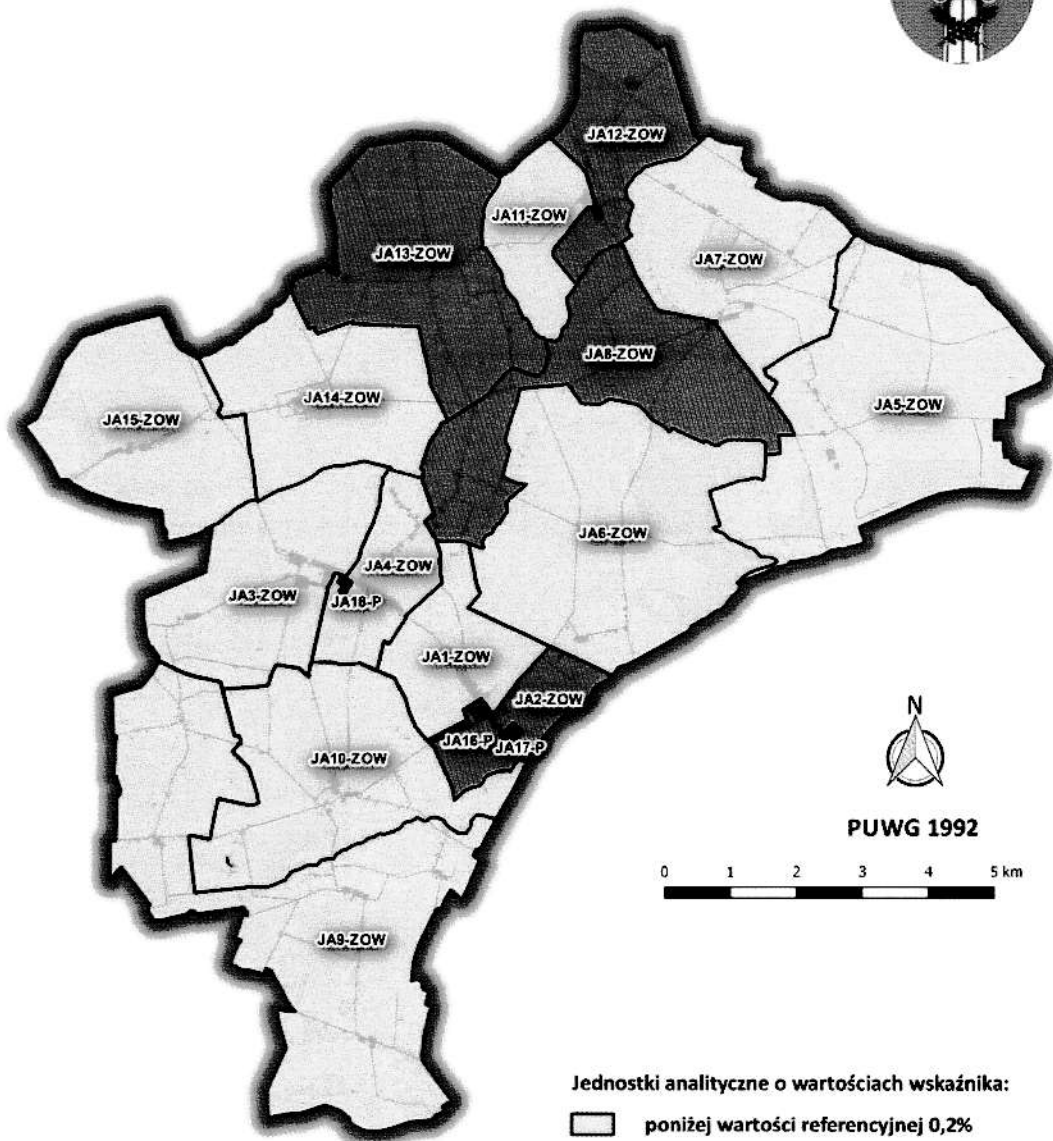 JA12-ZOW
JA11-ZOW
JA13-ZOW
JA7-ZOW
JA8-ZOW
JA14-ZOW
JA5-ZOW
JA15-ZOW
JA6-ZOW
JA4-ZOW
JA3-ZOW
JA18-P
JA1-ZOW
JA2-ZOW
N
JA16-P
JA17-P
JA10-ZOW
PUWG 1992
0 1 2 3 4 5 km
JA9-ZOW
Jednostki analityczne o wartościach wskaźnika:
poniżej wartości referencyjnej 0,2%